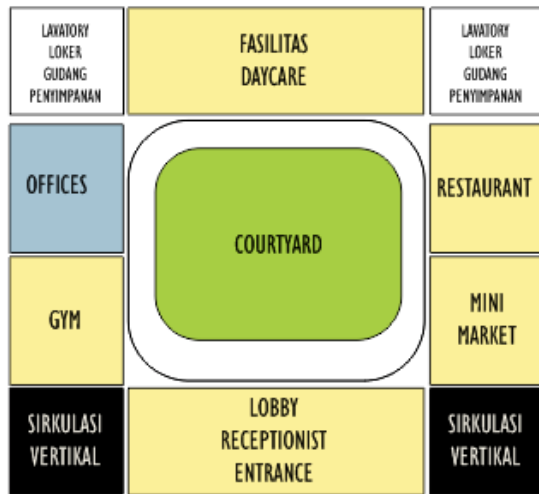 LAVATORY
LOKER
GUDANG
PENYIMPANAN
FASILITAS
DAYCARE
LAVATORY
LOKER
GUDANG
PENYIMPANAN
OFFICES
COURTYARD
RESTAURANT
GYM
MINI
MARKET
SIRKULASI
VERTIKAL
LOBBY
RECEPTIONIST
ENTRANCE
SIRKULASI
VERTIKAL